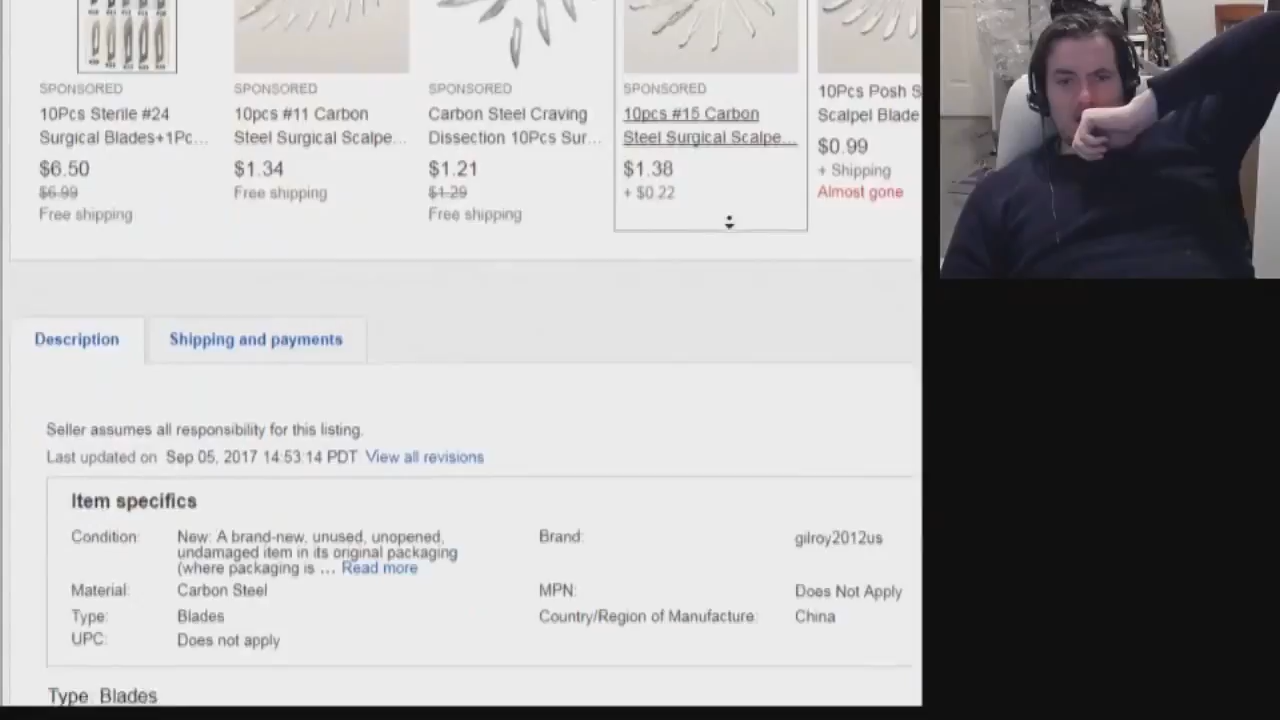 SPONSORED
10Pcs Sterile #24
Surgical Blades+1Pc...
$6.50
$6.99
Free shipping
SPONSORED
10pcs #11 Carbon
Steel Surgical Scalpe...
$1.34
Free shipping
SPONSORED
Carbon Steel Craving
Dissection 10Pcs Sur...
$1.21
$1.29
Free shipping
SPONSORED
10pcs #15 Carbon
Steel Surgical Scalpe...
$1.38
+ $0.22
10Pcs Posh S
Scalpel Blade
$0.99
+ Shipping
Almost gone
Description
Shipping and payments
Seller assumes all responsibility for this listing.
Last updated on Sep 05, 2017 14:53:14 PDT View all revisions
Item specifics
Condition: New: A brand-new, unused, unopened,
undamaged item in its original packaging
(where packaging is ... Read more
Brand: gilroy2012us
Material: Carbon Steel
MPN: Does Not Apply
Type: Blades
Country/Region of Manufacture: China
UPC: Does not apply
Type: Blades